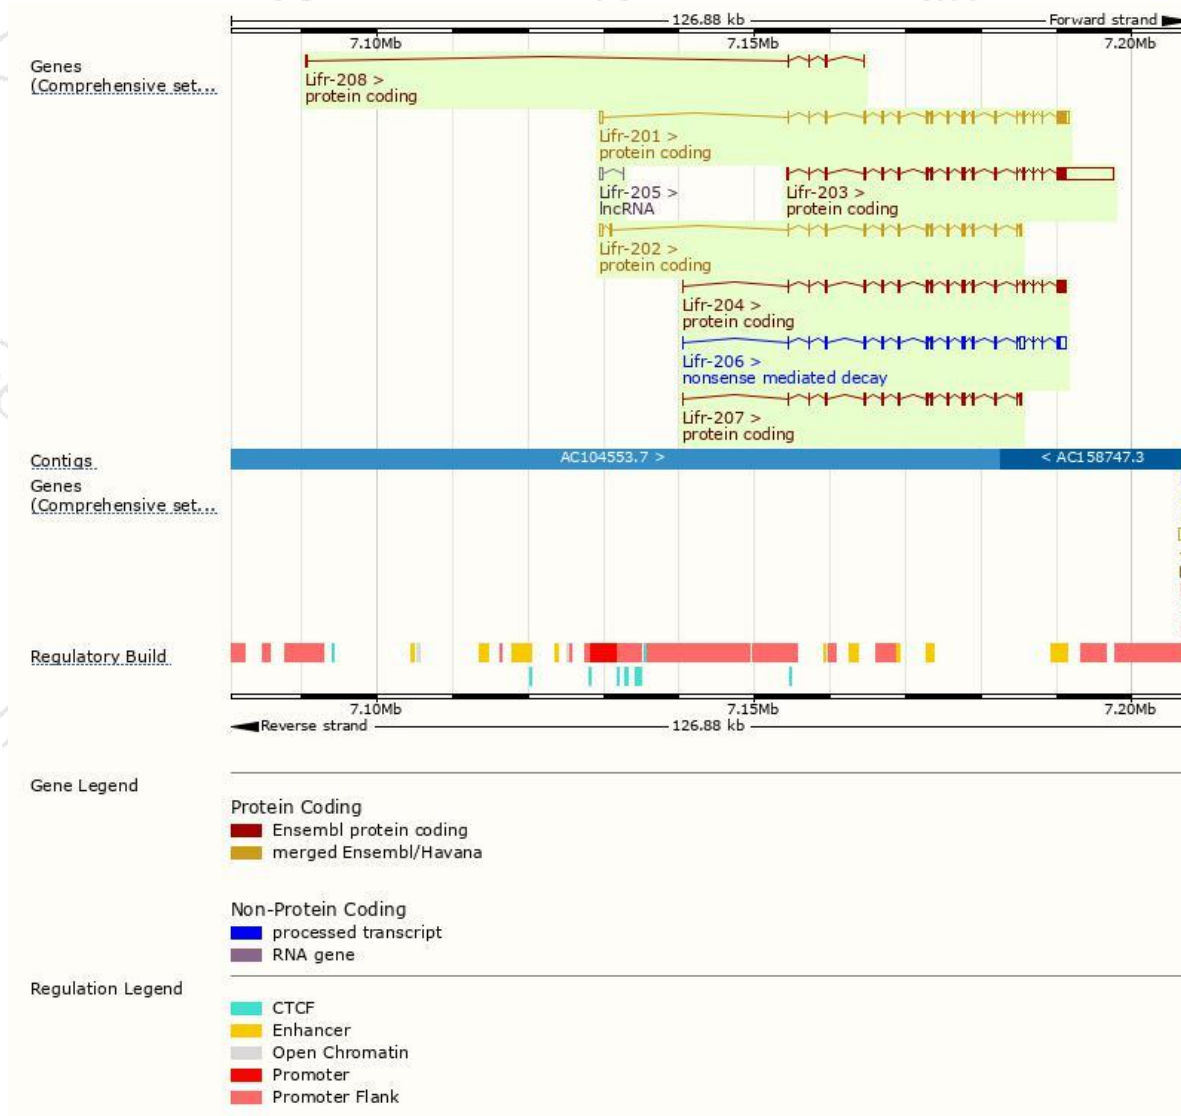 126.88 kb
Forward strand
7.10Mb 7.15Mb 7.20Mb
Genes
(Comprehensive set...
Lifr-208 >
protein coding
Lifr-201 >
protein coding
Lifr-205 > Lifr-203 >
lncRNA protein coding
Lifr-202 >
protein coding
Lifr-204 >
protein coding
Lifr-206 >
nonsense mediated decay
Lifr-207 >
protein coding
Contigs AC104553.7 > < AC158747.3
Genes
(Comprehensive set...
Regulatory Build
7.10Mb 7.15Mb 7.20Mb
Reverse strand 126.88 kb
Gene Legend
Protein Coding
Ensembl protein coding
merged Ensembl/Havana
Non-Protein Coding
processed transcript
RNA gene
Regulation Legend
CTCF
Enhancer
Open Chromatin
Promoter
Promoter Flank